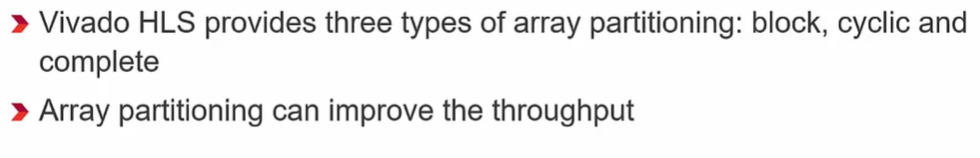 Vivado HLS provides three types of array partitioning: block, cyclic and
complete
Array partitioning can improve the throughput